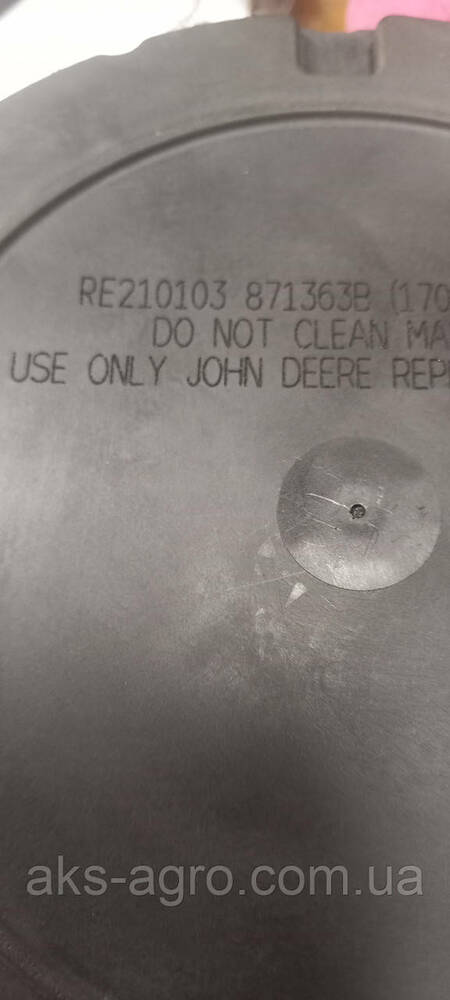 RE210103 871363B (170
DO NOT CLEAN MA
USE ONLY JOHN DEERE REP
aks-agro.com.ua